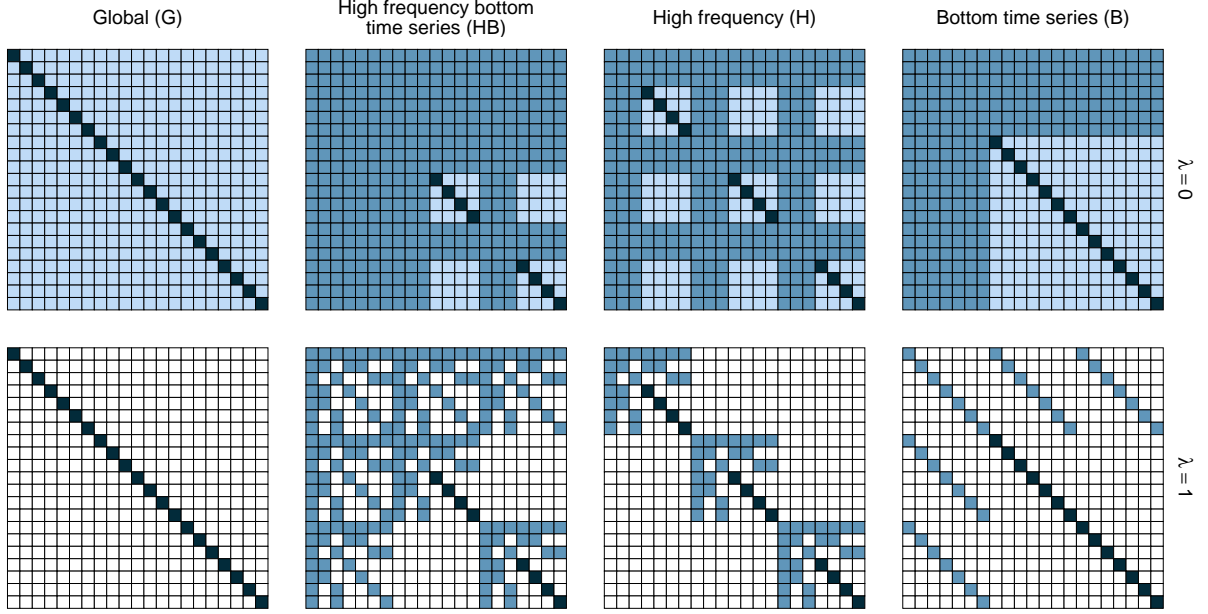 Global (G)
High frequency bottom
time series (HB)
High frequency (H)
Bottom time series (B)
λ = 0
λ = 1